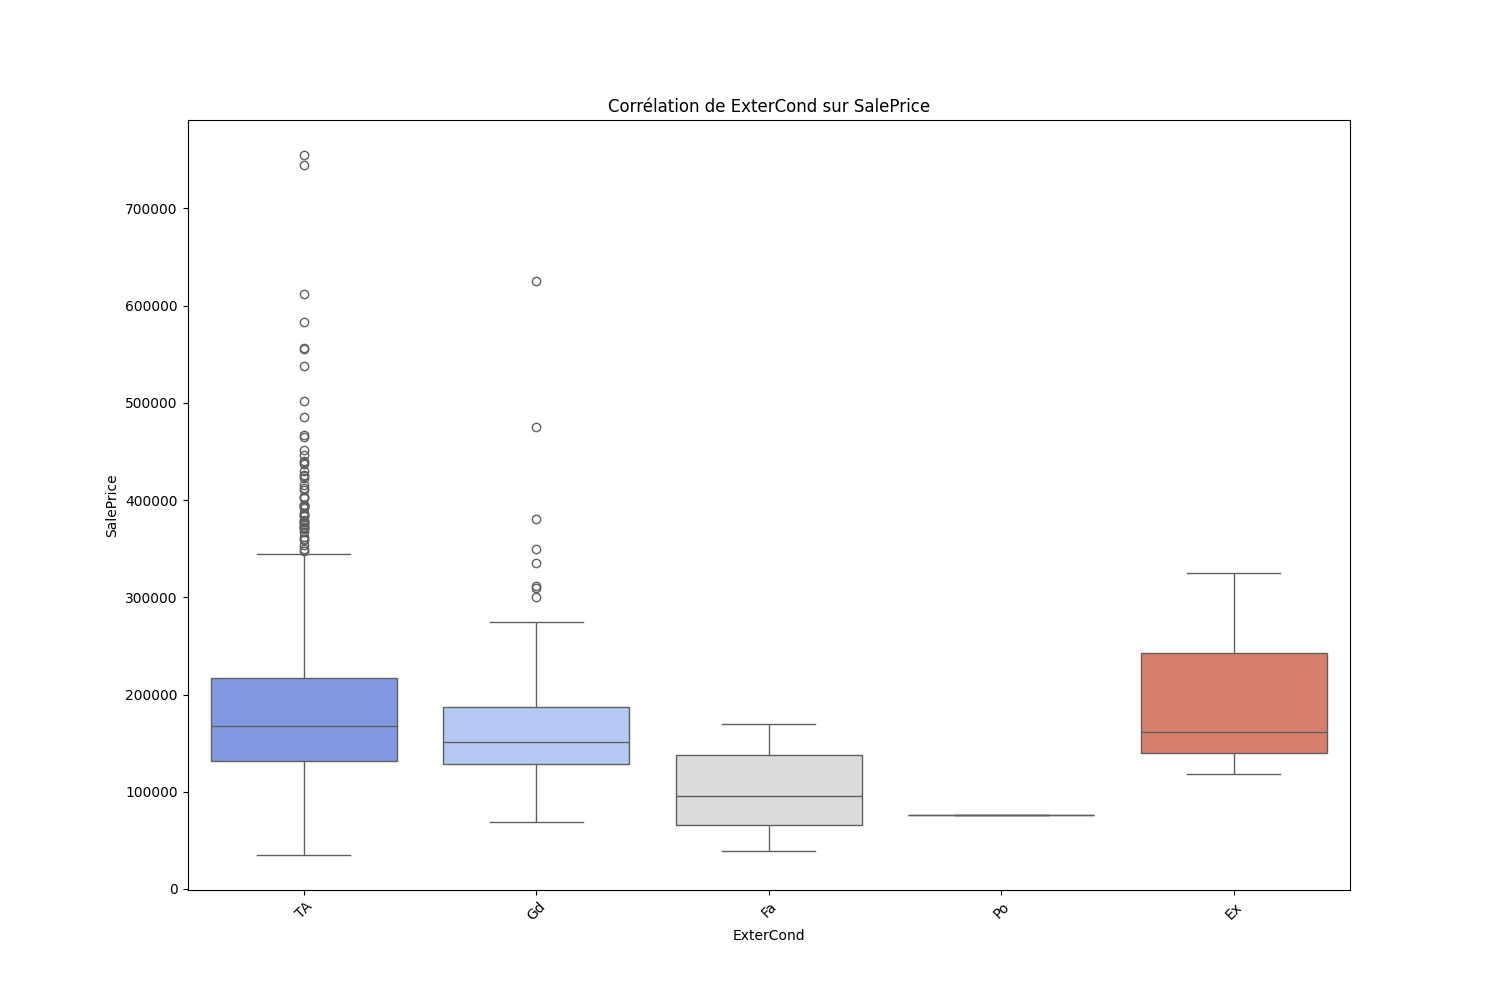 Corrélation de ExterCond sur SalePrice
700000
600000
500000
400000
300000
200000
100000
0
SalePrice
TA
Gd
Fa
Po
Ex
ExterCond